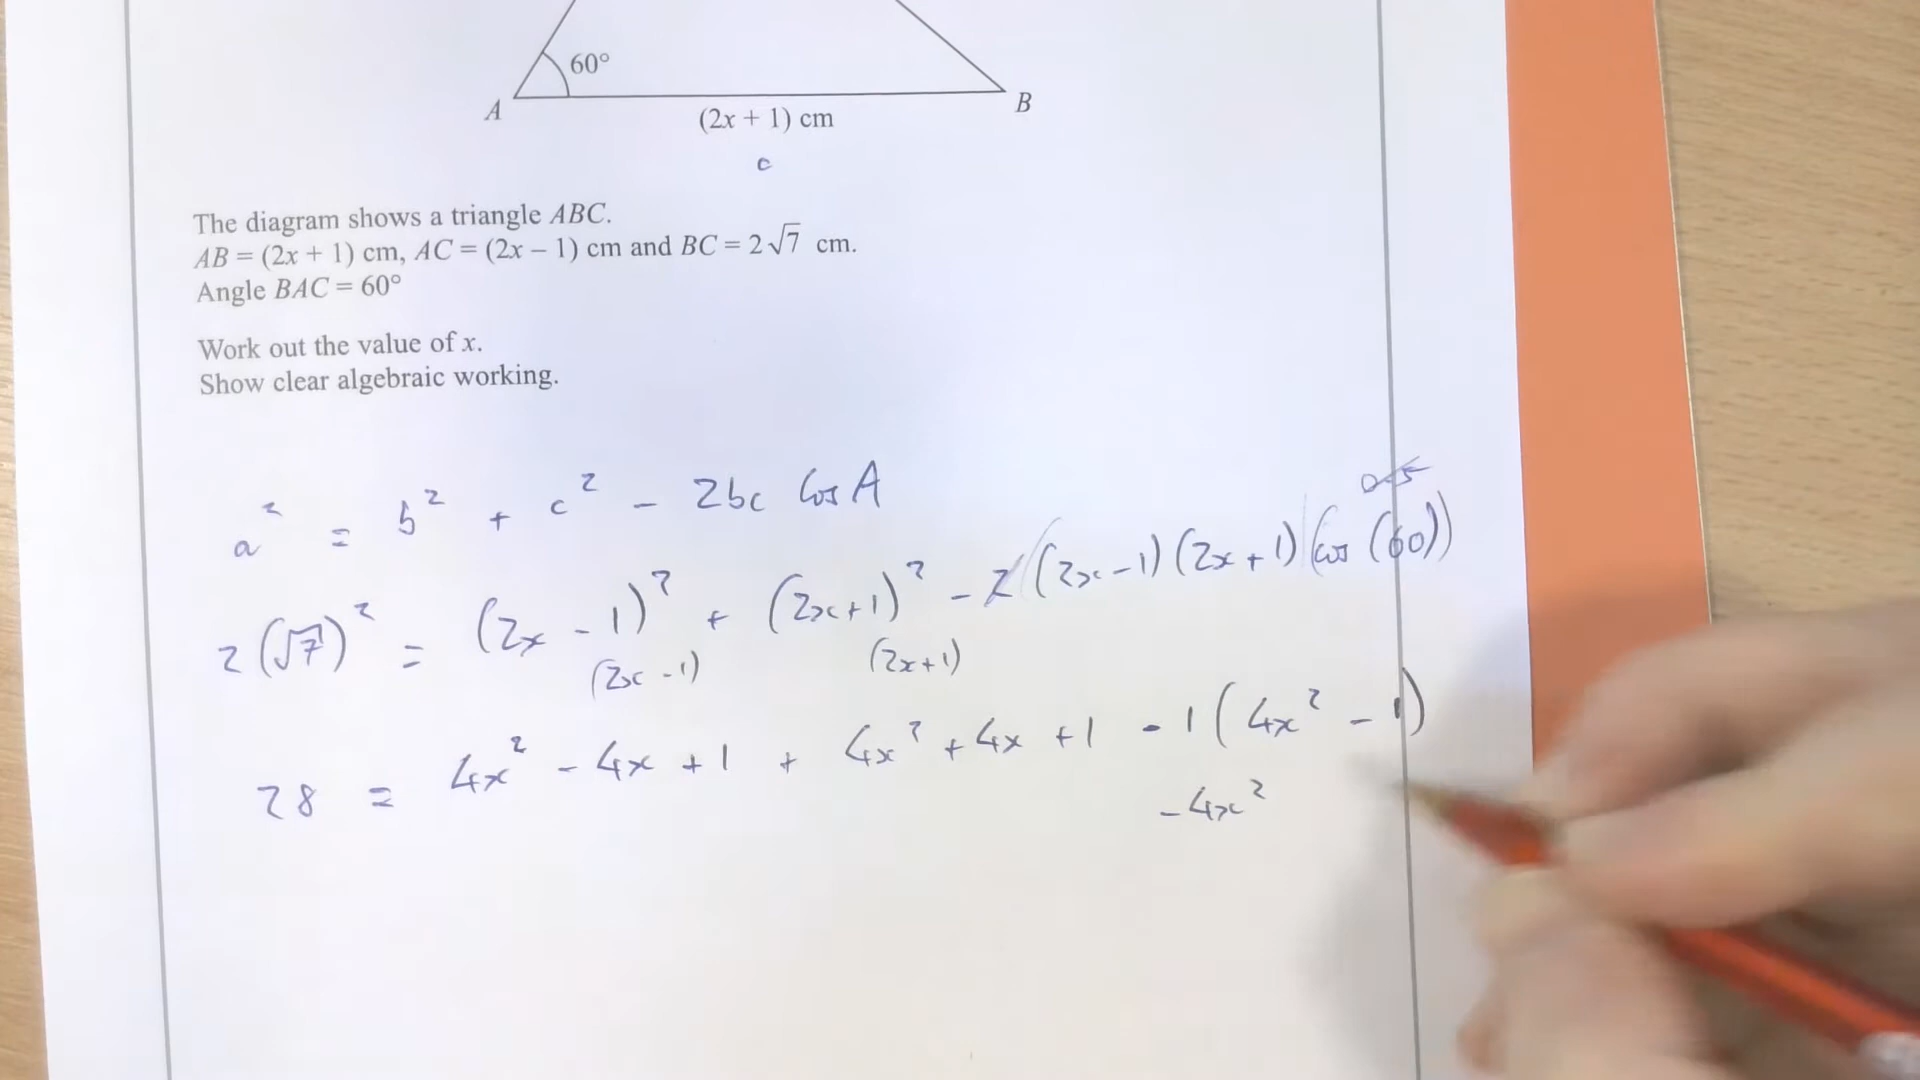 60°
A
B
(2x + 1) cm
c
The diagram shows a triangle ABC.
AB = (2x + 1) cm, AC = (2x – 1) cm and BC = 2√7 cm.
Angle BAC = 60°
Work out the value of x.
Show clear algebraic working.
a² = b² + c² - 2bc Cos A
0.5
2(√7)² = (2x - 1)² + (2x+1)² - 2((2x-1)(2x+1)(Cos(60))
(2x - 1) (2x+1)
28 = 4x² - 4x + 1 + 4x² + 4x + 1 - 1(4x² - 1)
- 4x²